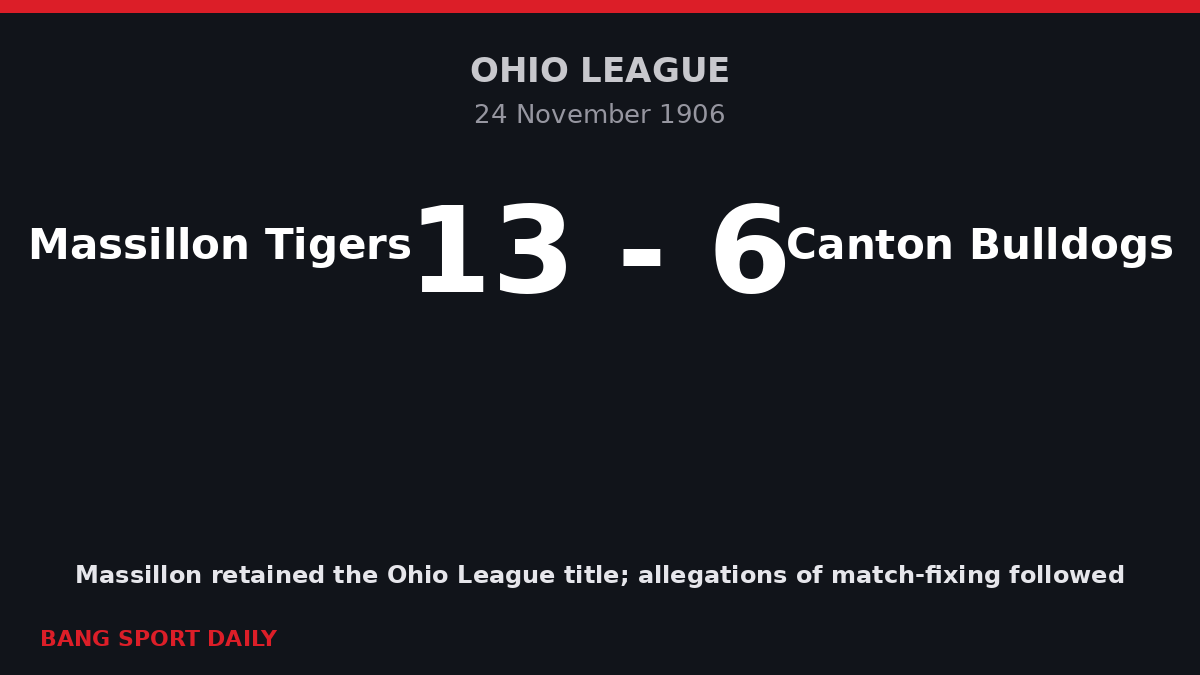 OHIO LEAGUE
24 November 1906
Massillon Tigers 13 - 6 Canton Bulldogs
Massillon retained the Ohio League title; allegations of match-fixing followed
BANG SPORT DAILY